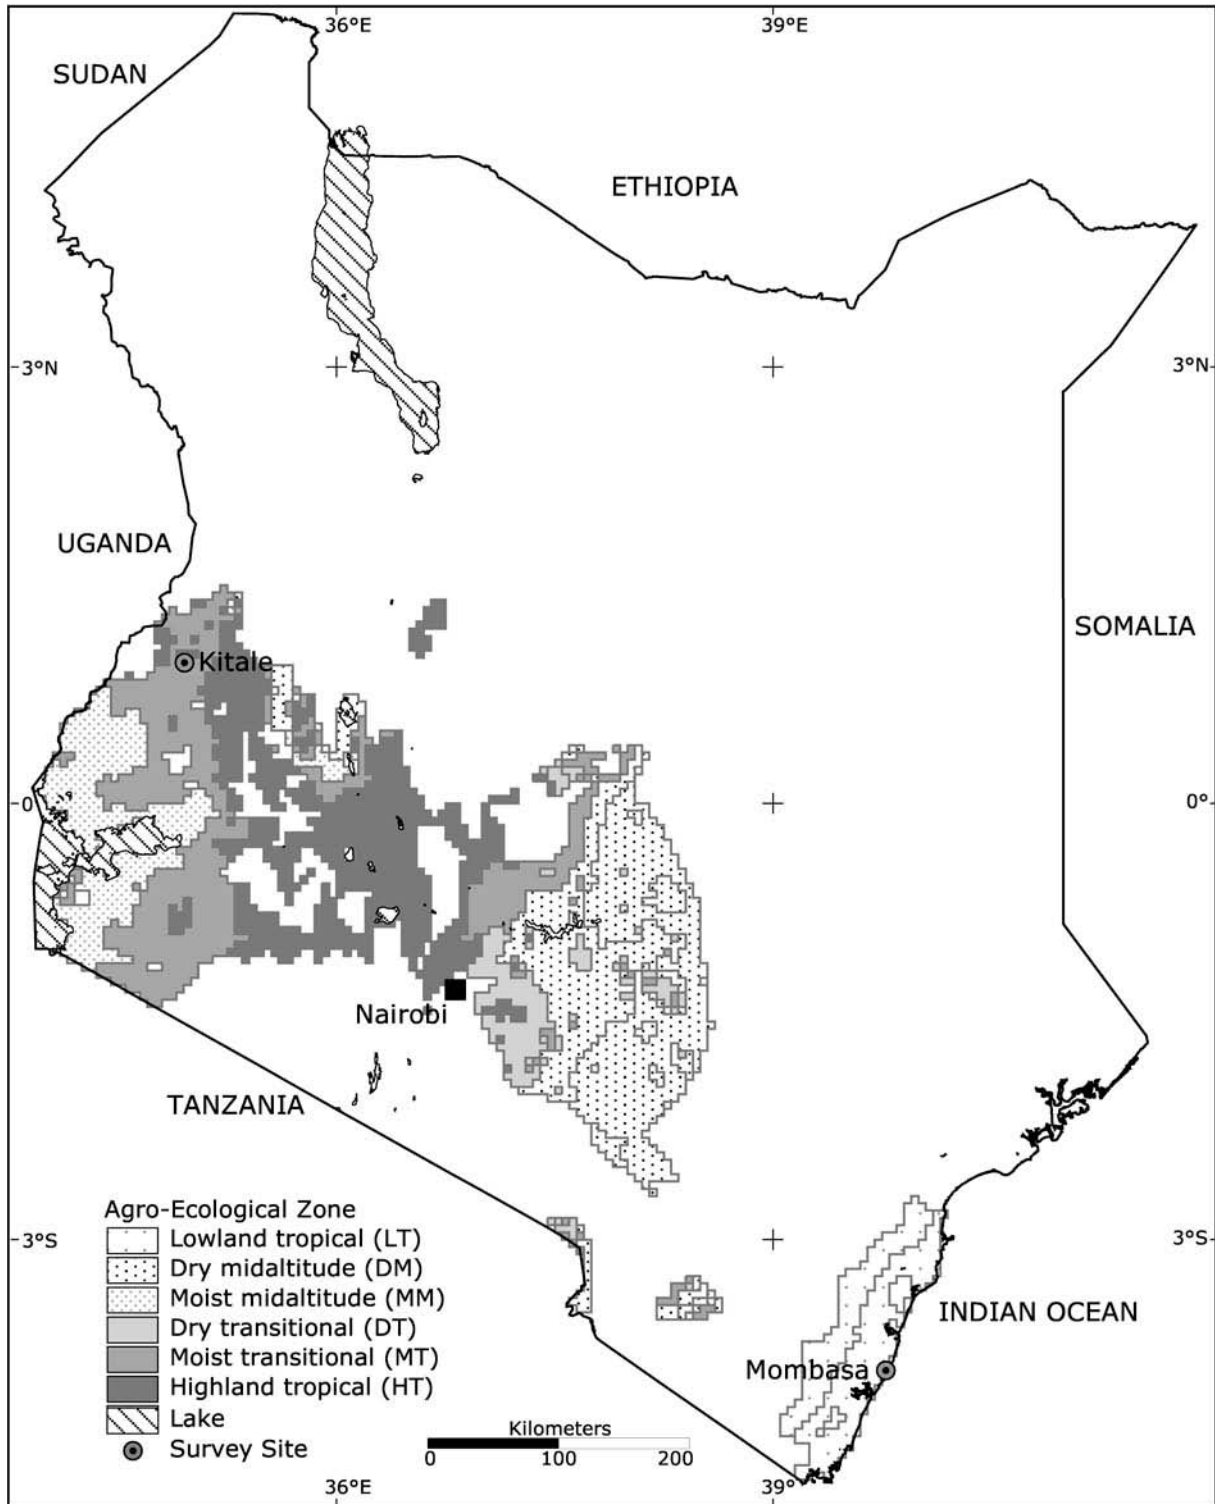 36°E
39°E
SUDAN
ETHIOPIA
3°N
3°N
UGANDA
SOMALIA
Kitale
0
0°
Nairobi
TANZANIA
Agro-Ecological Zone
Lowland tropical (LT)
Dry midaltitude (DM)
Moist midaltitude (MM)
Dry transitional (DT)
Moist transitional (MT)
Highland tropical (HT)
Lake
Survey Site
3°S
3°S
INDIAN OCEAN
Mombasa
Kilometers
0 100 200
36°E
39°